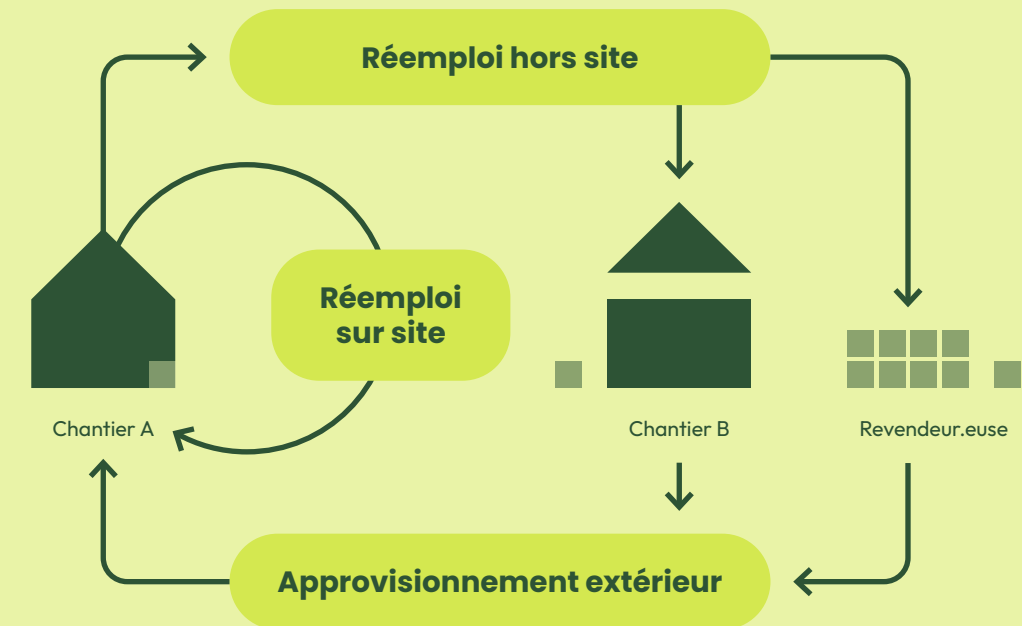 Réemploi hors site
Réemploi
sur site
Chantier A
Chantier B
Revendeur.euse
Approvisionnement extérieur